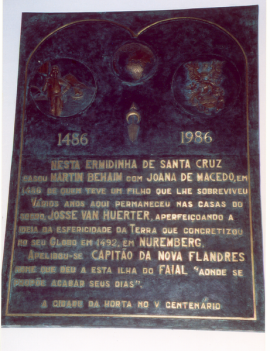 1486 1986
NESTA ERMIDINHA DE SANTA CRUZ
CASOU MARTIN BEHAIM COM JOANA DE MACEDO, EM
1486 DE QUEM TEVE UM FILHO QUE LHE SOBREVIVEU
VÁRIOS ANOS AQUI PERMANECEU NAS CASAS DO
SOGRO, JOSSE VAN HUERTER, APERFEIÇOANDO A
IDEIA DA ESFERICIDADE DA TERRA QUE CONCRETIZOU
NO SEU GLOBO EM 1492, EM NUREMBERG.
APELIDOU-SE CAPITÃO DA NOVA FLANDRES
QUE DEU A ESTA ILHA DO FAIAL "AONDE SE
ACABAR SEUS DIAS".
A CIDADE DA HORTA NO V CENTENÁRIO